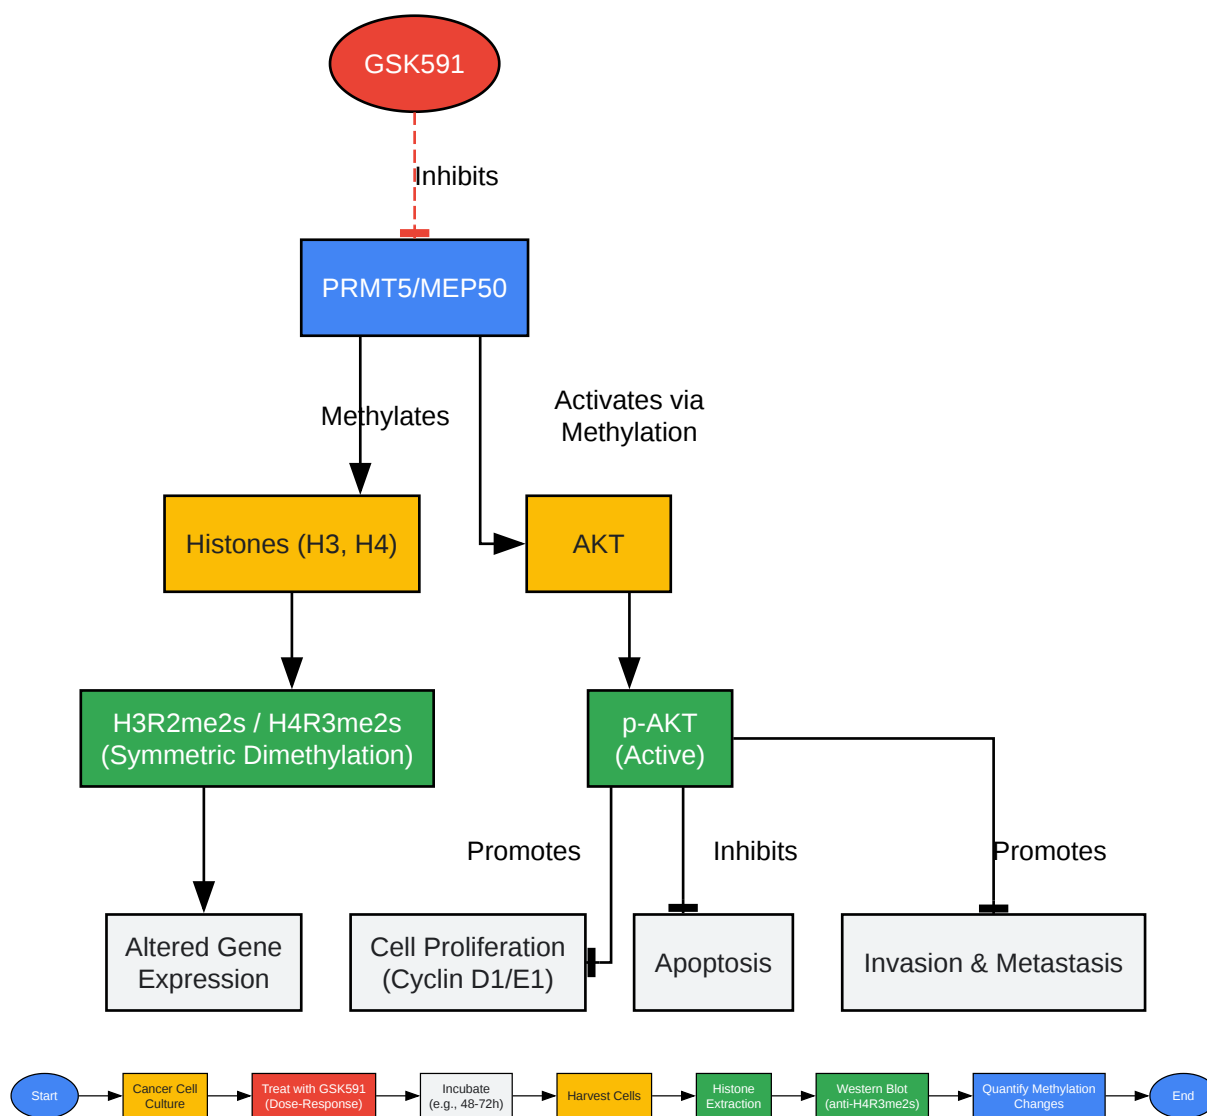 GSK591
Inhibits
PRMT5/MEP50
Methylates
Activates via
Methylation
Histones (H3, H4)
AKT
H3R2me2s / H4R3me2s
(Symmetric Dimethylation)
p-AKT
(Active)
Promotes
Inhibits
Promotes
Altered Gene
Expression
Cell Proliferation
(Cyclin D1/E1)
Apoptosis
Invasion & Metastasis
Start
Cancer Cell
Culture
Treat with GSK591
(Dose-Response)
Incubate
(e.g., 48-72h)
Harvest Cells
Histone
Extraction
Western Blot
(anti-H4R3me2s)
Quantify Methylation
Changes
End